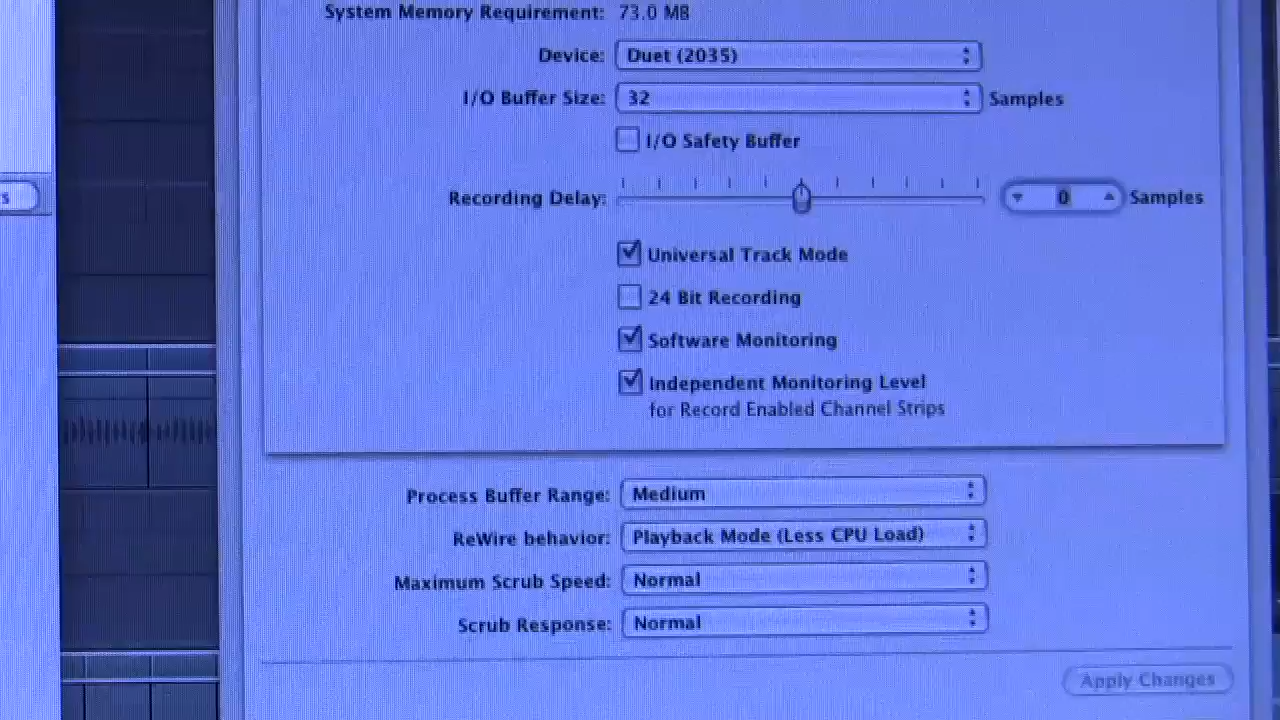 System Memory Requirement: 73.0 MB
Device: Duet (2035)
I/O Buffer Size: 32 Samples
I/O Safety Buffer
s
Recording Delay: 0 Samples
Universal Track Mode
24 Bit Recording
Software Monitoring
Independent Monitoring Level
for Record Enabled Channel Strips
Process Buffer Range: Medium
ReWire behavior: Playback Mode (Less CPU Load)
Maximum Scrub Speed: Normal
Scrub Response: Normal
Apply Changes